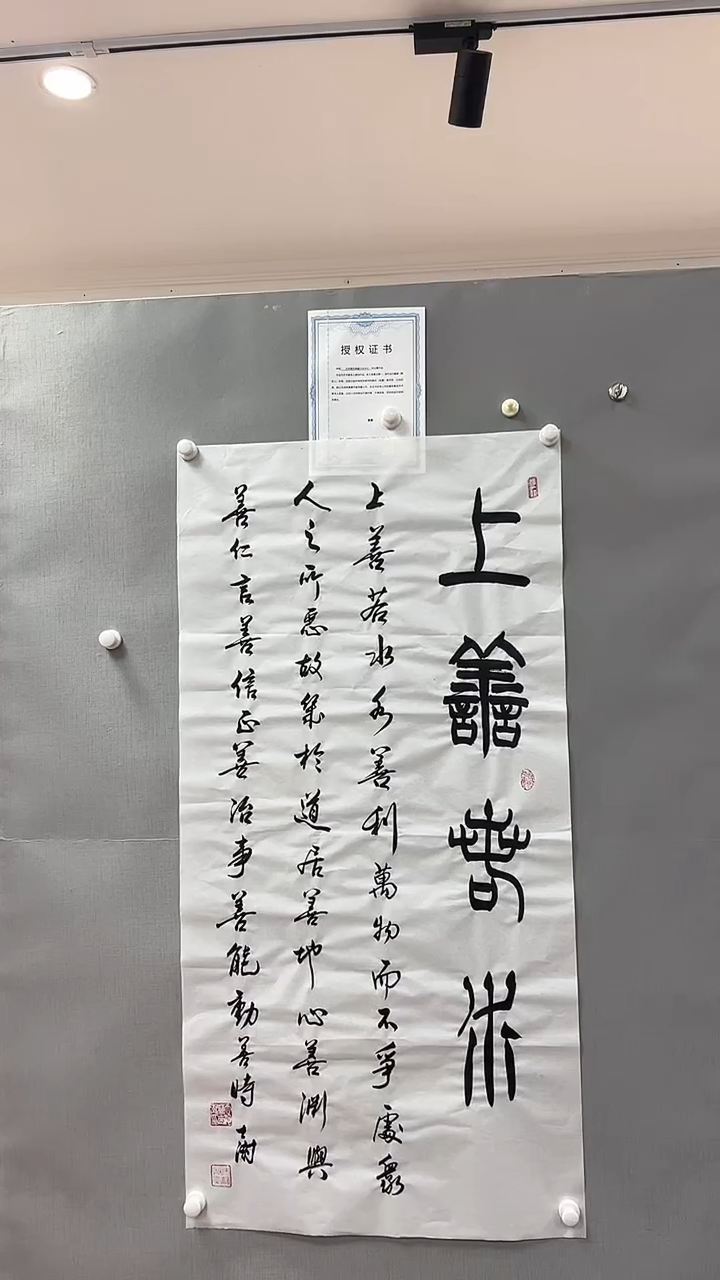 授权证书
上善若水
上善若水水善利萬物而不爭處衆
人之所惡故幾於道居善地心善渊與
善仁言善信正善治事善能動善時